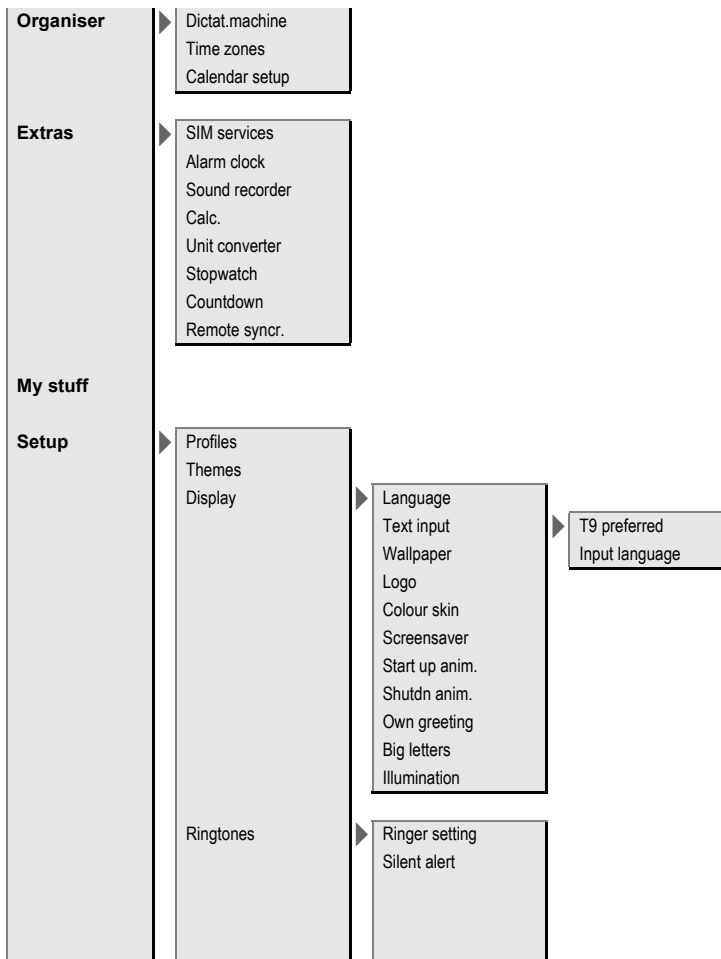 Organiser
Dictat.machine
Time zones
Calendar setup
Extras
SIM services
Alarm clock
Sound recorder
Calc.
Unit converter
Stopwatch
Countdown
Remote syncr.
My stuff
Setup
Profiles
Themes
Display
Language
Text input
T9 preferred
Input language
Wallpaper
Logo
Colour skin
Screensaver
Start up anim.
Shutdn anim.
Own greeting
Big letters
Illumination
Ringtones
Ringer setting
Silent alert